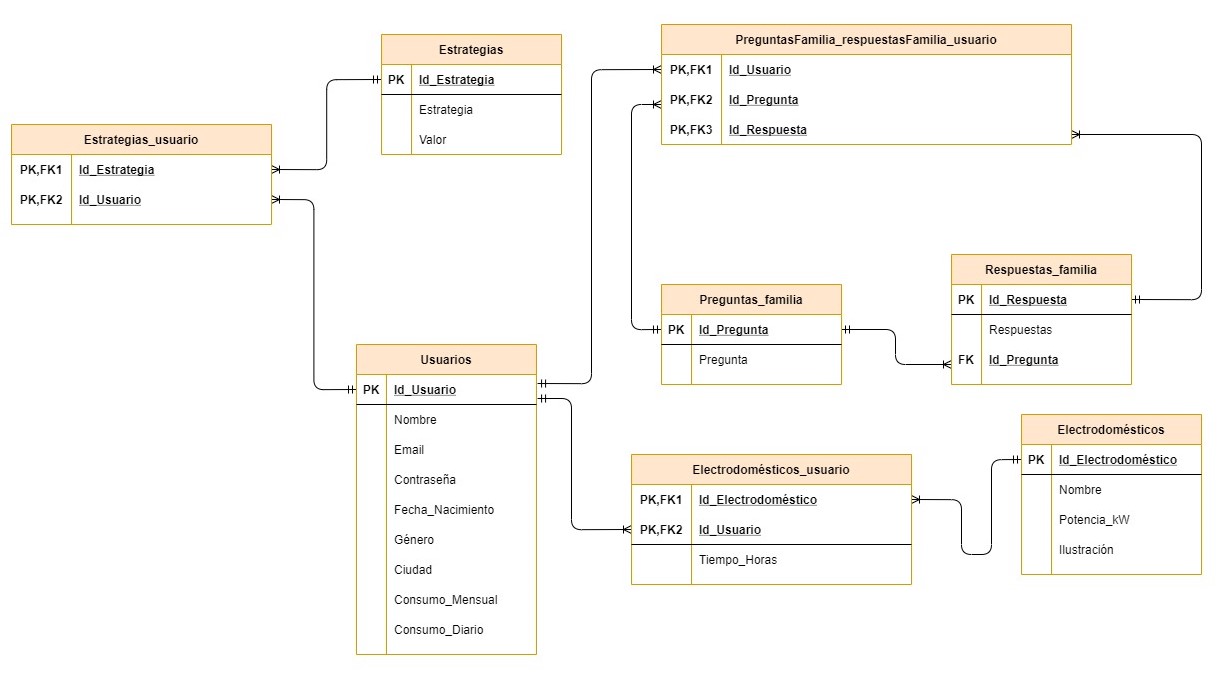 Estrategias
PK Id_Estrategia
Estrategia
Valor
PreguntasFamilia_respuestasFamilia_usuario
PK,FK1 Id_Usuario
PK,FK2 Id_Pregunta
PK,FK3 Id_Respuesta
Estrategias_usuario
PK,FK1 Id_Estrategia
PK,FK2 Id_Usuario
Respuestas_familia
PK Id_Respuesta
Respuestas
FK Id_Pregunta
Preguntas_familia
PK Id_Pregunta
Pregunta
Usuarios
PK Id_Usuario
Nombre
Email
Contraseña
Fecha_Nacimiento
Género
Ciudad
Consumo_Mensual
Consumo_Diario
Electrodomésticos_usuario
PK,FK1 Id_Electrodoméstico
PK,FK2 Id_Usuario
Tiempo_Horas
Electrodomésticos
PK Id_Electrodoméstico
Nombre
Potencia_kW
Ilustración